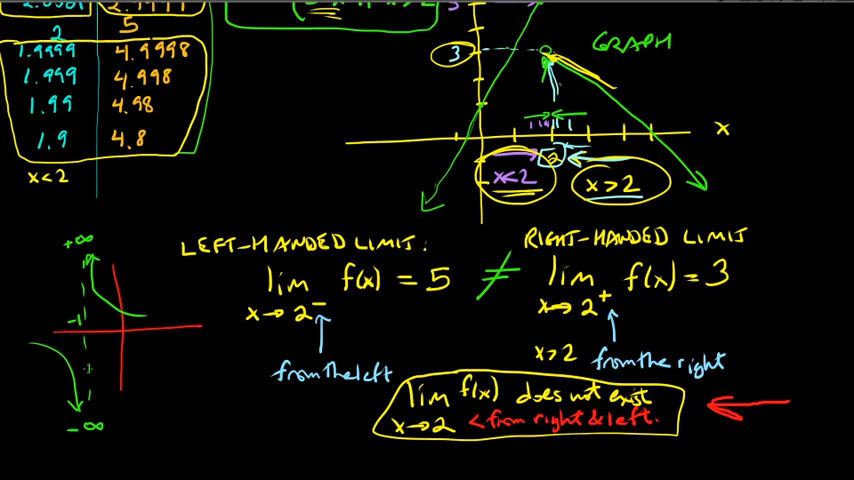 2
5
1.9999 4.9998
1.999 4.998
1.99 4.98
1.9 4.8
x<2
3
GRAPH
x
2
x<2
x>2
+∞
-1
-∞
LEFT-HANDED LIMIT:
lim f(x) = 5
x→2⁻
from the left
≠
RIGHT-HANDED LIMIT
lim f(x) = 3
x→2⁺
x>2
from the right
lim f(x) does not exist
x→2 <from right & left.